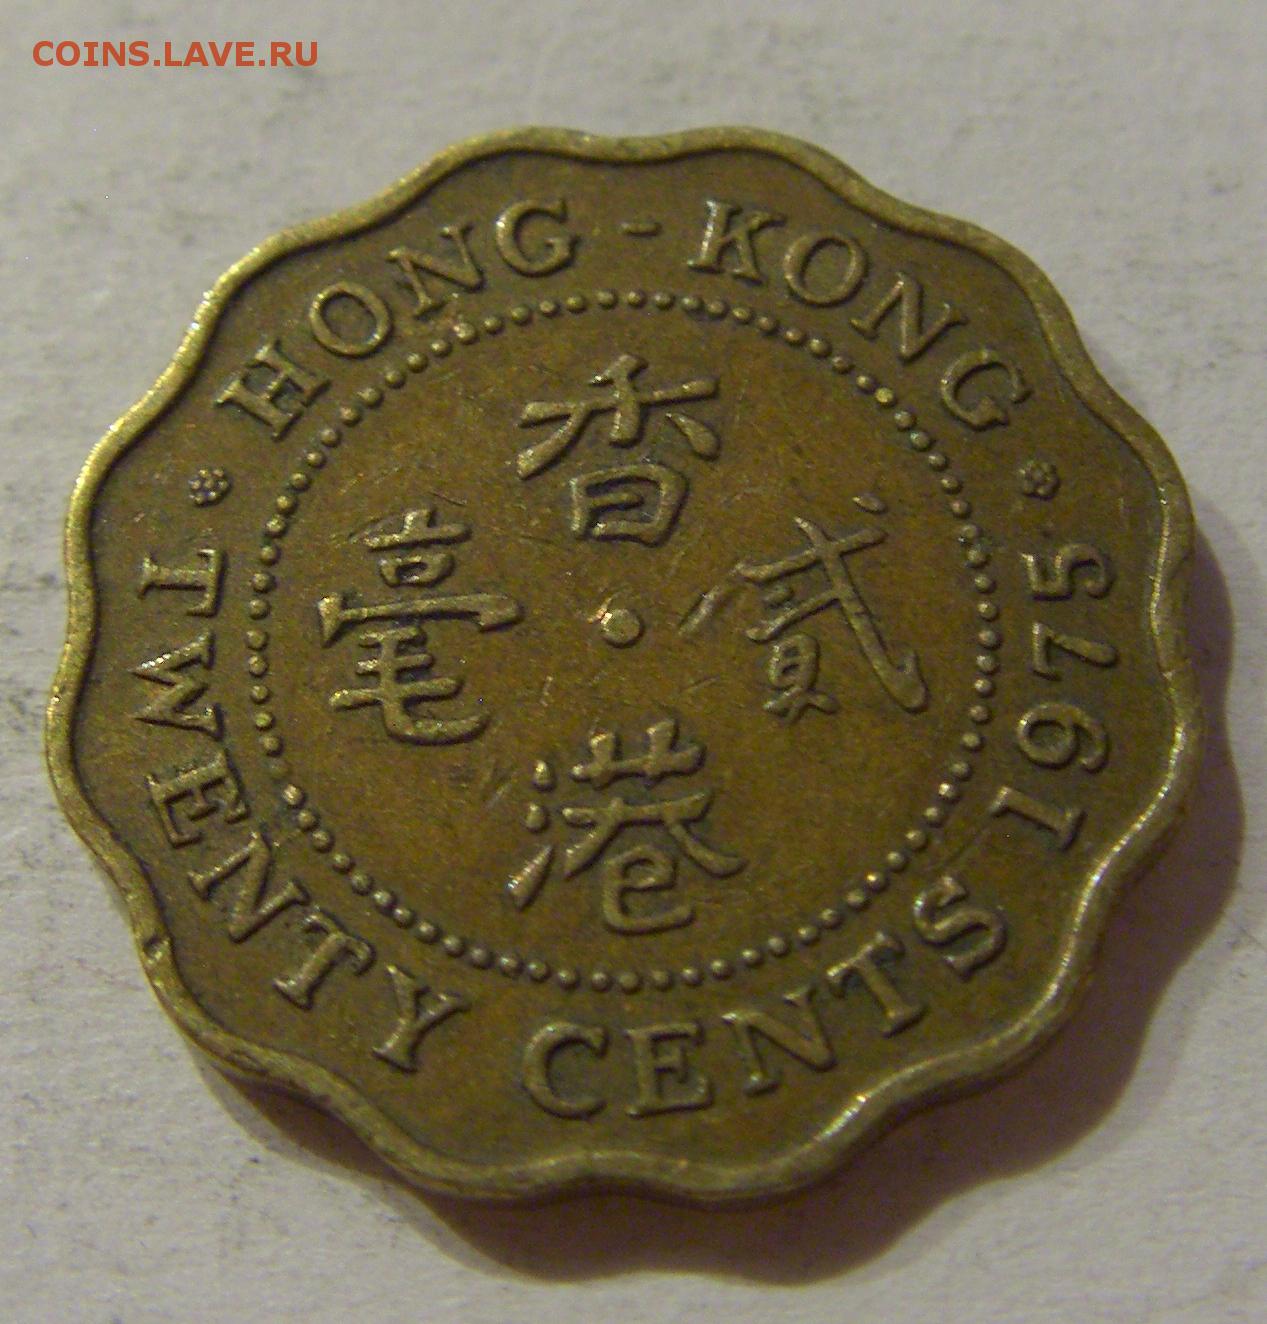 COINS.LAVE.RU
HONG - KONG
香
港
貳
毫
TWENTY CENTS
1975